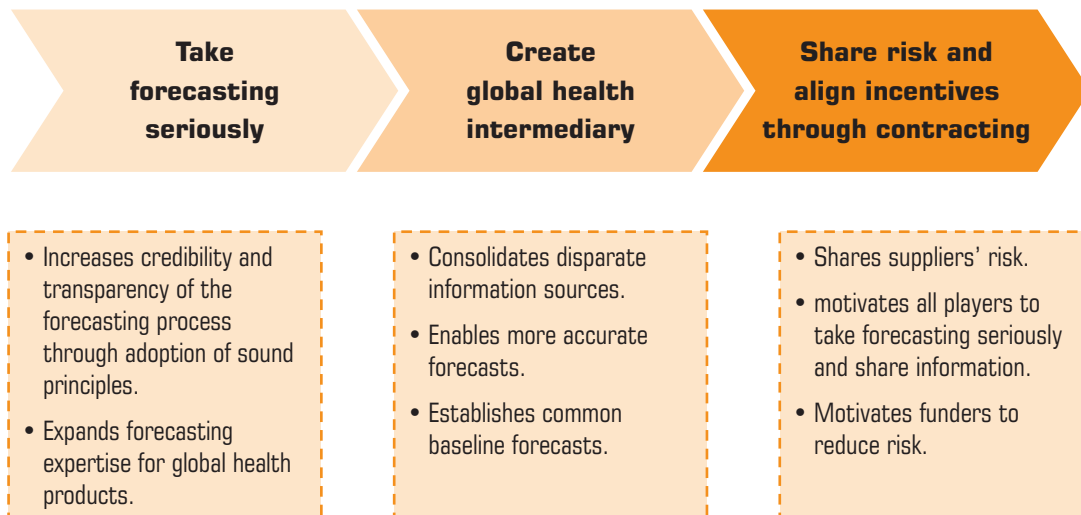 Take
forecasting
seriously
Create
global health
intermediary
Share risk and
align incentives
through contracting
• Increases credibility and
transparency of the
forecasting process
through adoption of sound
principles.
• Expands forecasting
expertise for global health
products.
• Consolidates disparate
information sources.
• Enables more accurate
forecasts.
• Establishes common
baseline forecasts.
• Shares suppliers’ risk.
• motivates all players to
take forecasting seriously
and share information.
• Motivates funders to
reduce risk.